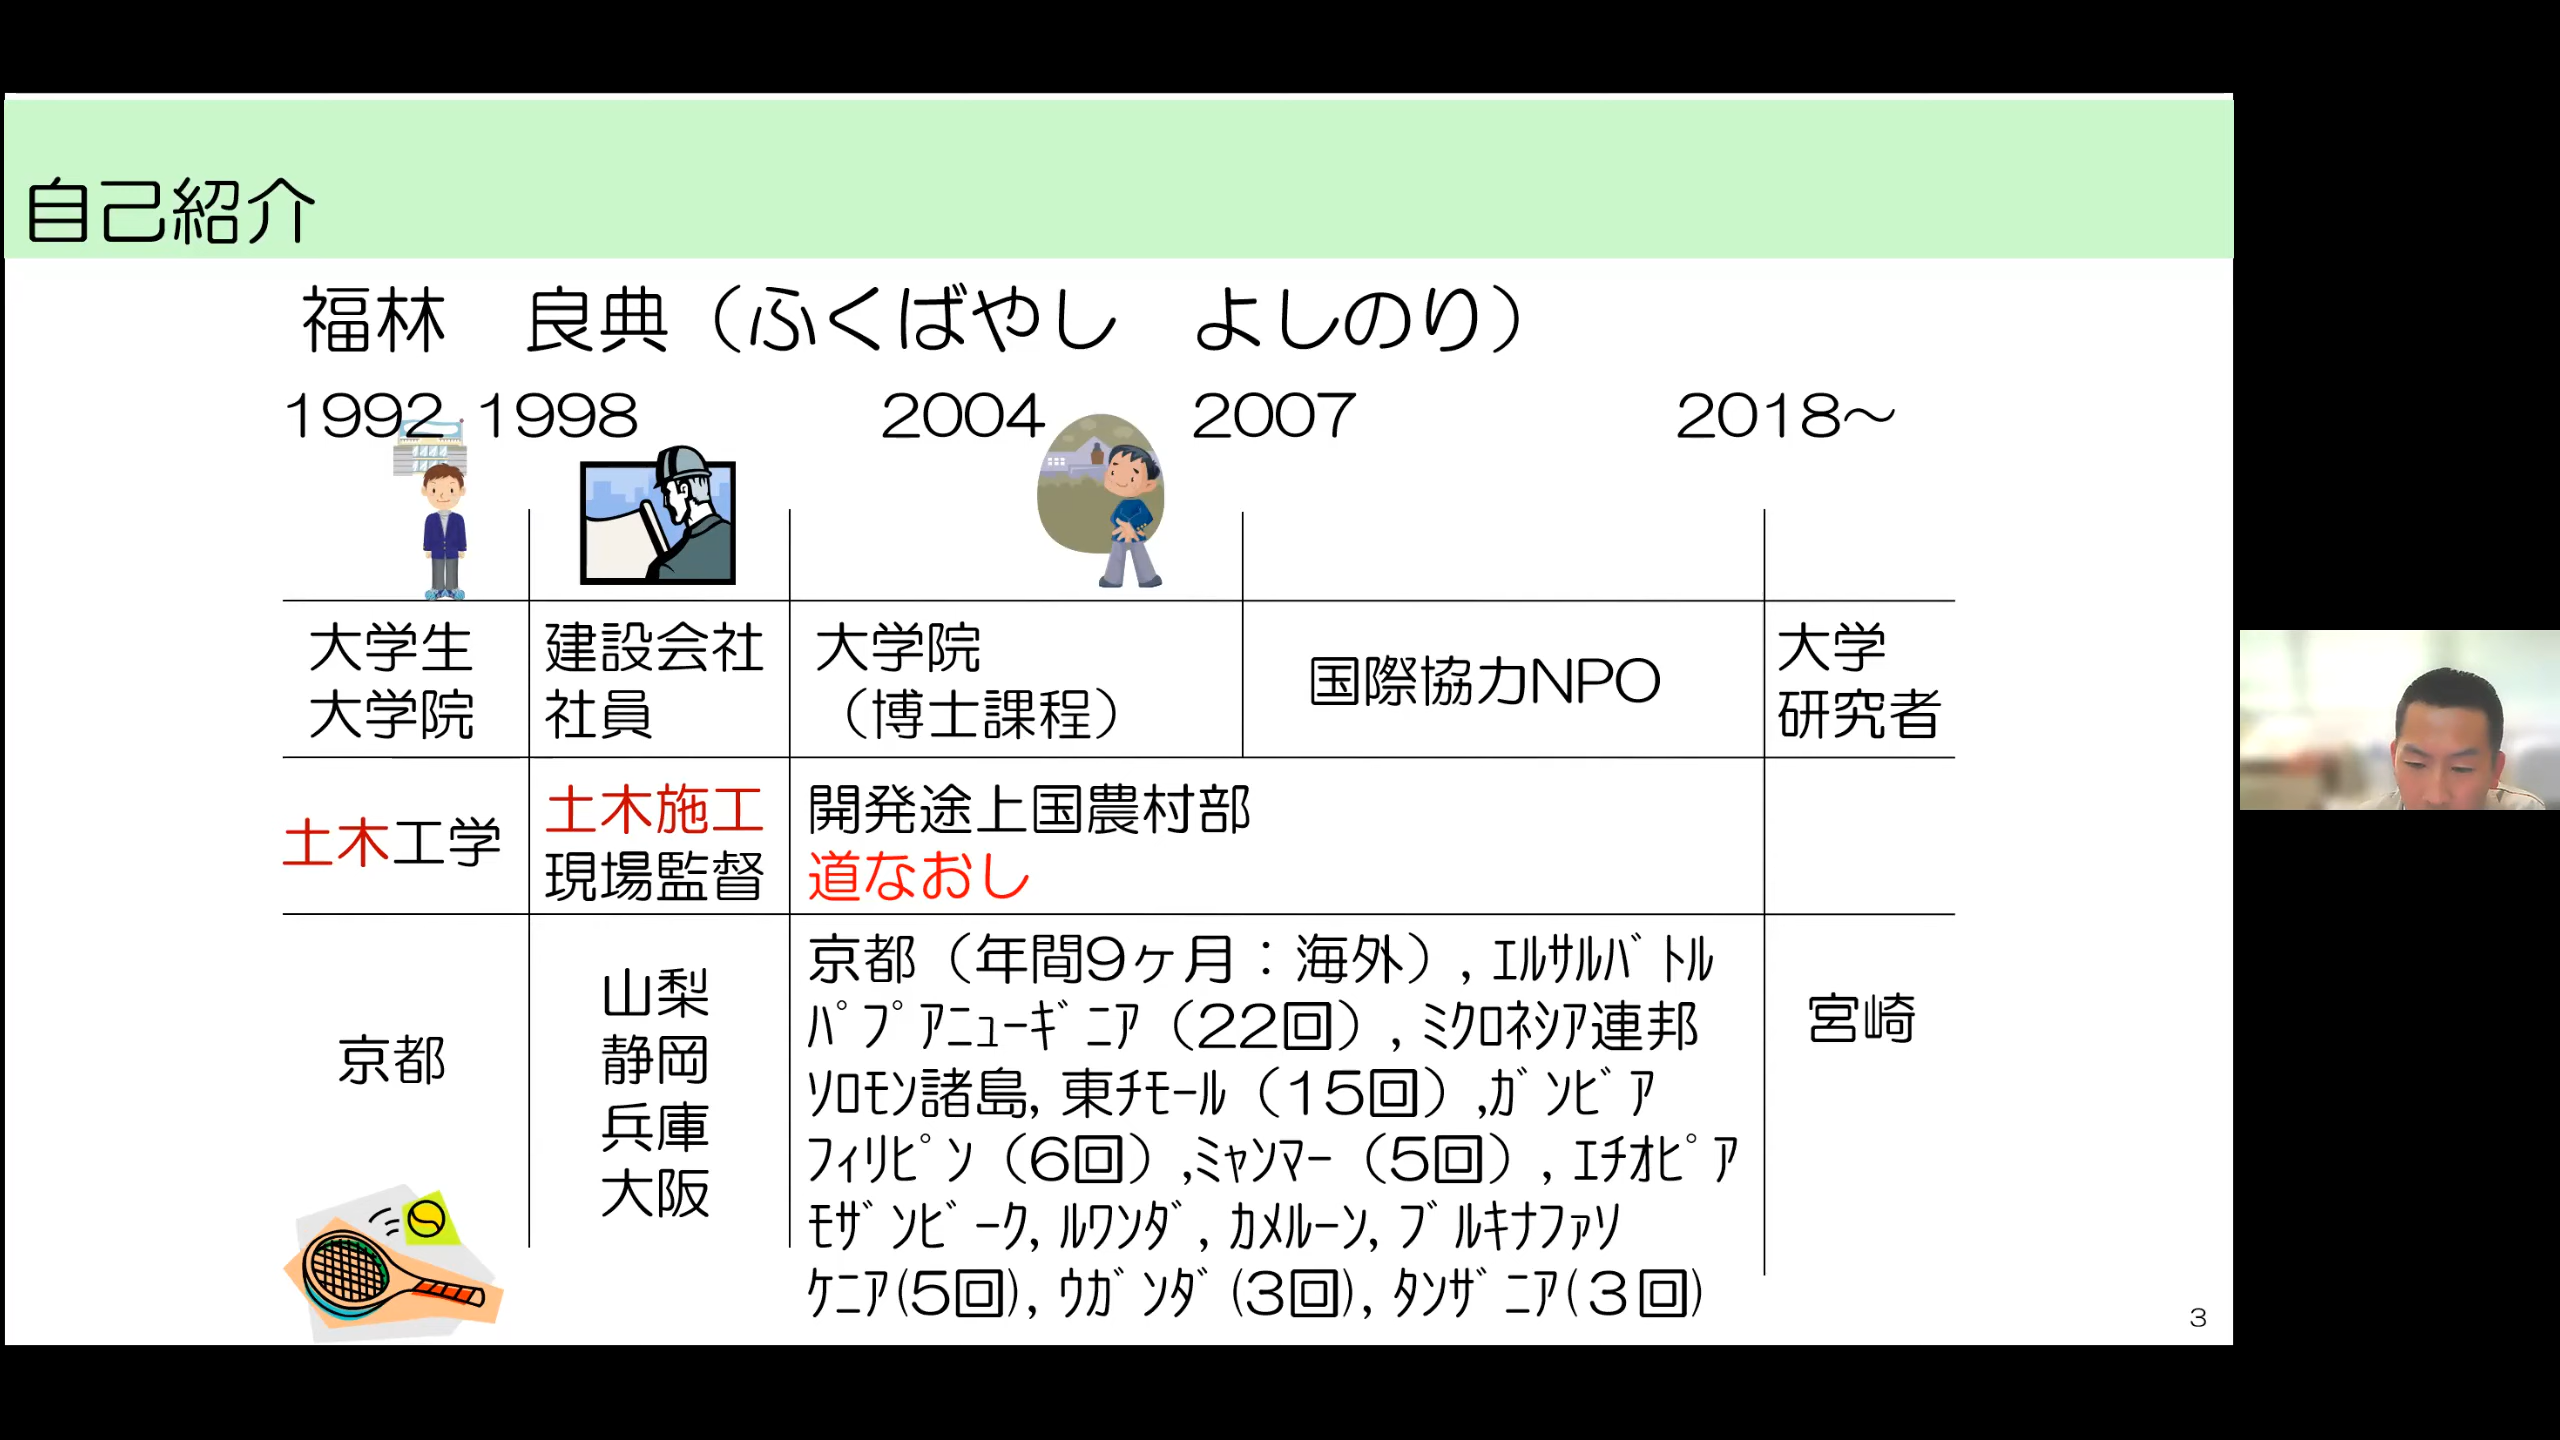 自己紹介
福林　良典（ふくばやし　よしのり）
1992 1998 2004 2007 2018～
大学生
大学院
建設会社
社員
大学院
（博士課程）
国際協力NPO
大学
研究者
土木工学
土木施工
現場監督
開発途上国農村部
道なおし
京都
山梨
静岡
兵庫
大阪
京都（年間9ヶ月：海外）, ｴﾙｻﾙﾊﾞﾄﾙ
ﾊﾟﾌﾟｱﾆｭｰｷﾞﾆｱ（22回）, ﾐｸﾛﾈｼｱ連邦
ｿﾛﾓﾝ諸島, 東ﾁﾓｰﾙ（15回）,ｶﾞﾝﾋﾞｱ
ﾌｨﾘﾋﾟﾝ（6回）,ﾐｬﾝﾏｰ（5回）, ｴﾁｵﾋﾟｱ
ﾓｻﾞﾝﾋﾞｰｸ, ﾙﾜﾝﾀﾞ, ｶﾒﾙｰﾝ, ﾌﾞﾙｷﾅﾌｧｿ
ｹﾆｱ(5回), ｳｶﾞﾝﾀﾞ(3回), ﾀﾝｻﾞﾆｱ(３回)
宮崎
3